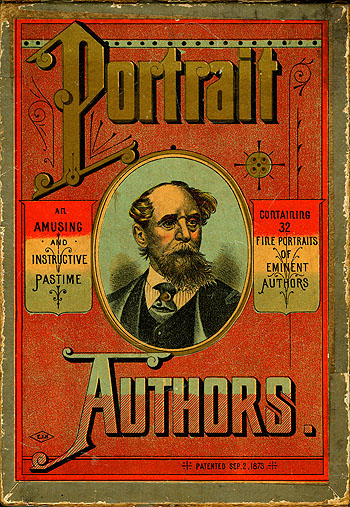 Portrait
AN
AMUSING
AND
INSTRUCTIVE
PASTIME
CONTAINING
32
FINE PORTRAITS
OF
EMINENT
AUTHORS
AUTHORS.
PATENTED SEP. 2, 1873.